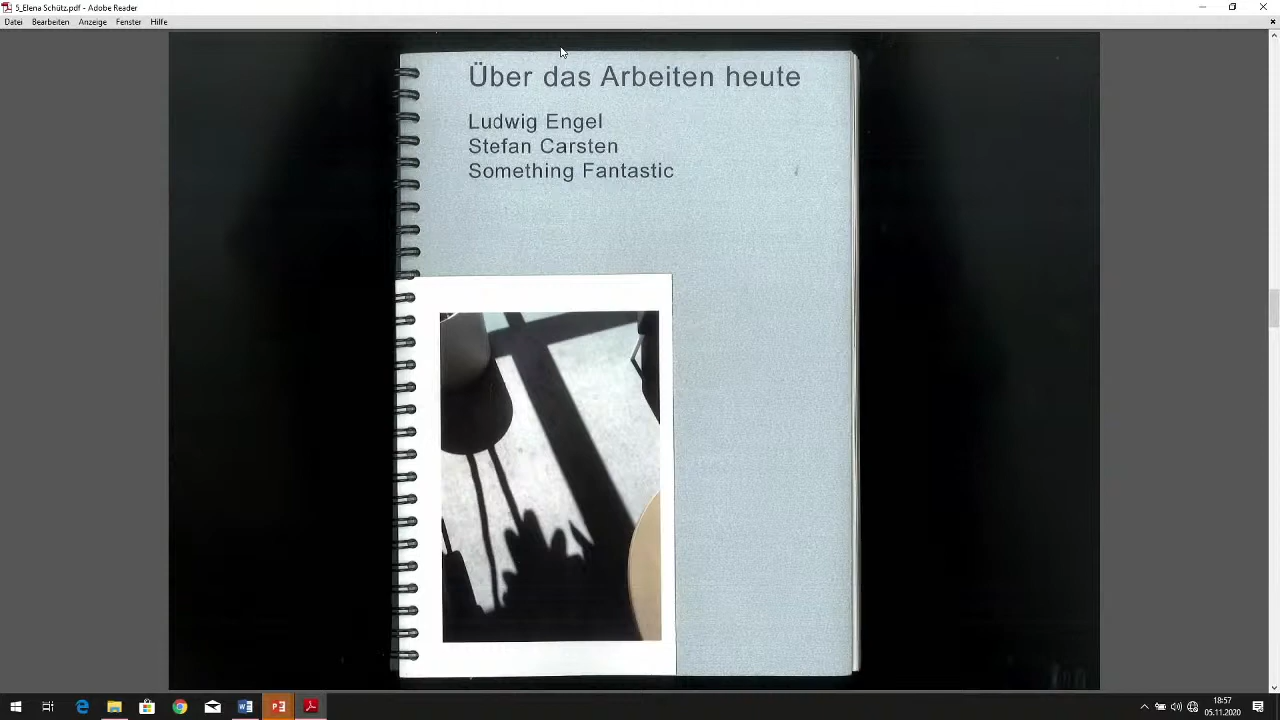 5_Elena Schütz.pdf - Adobe Reader
Datei Bearbeiten Anzeige Fenster Hilfe
Über das Arbeiten heute
Ludwig Engel
Stefan Carsten
Something Fantastic
18:57
05.11.2020